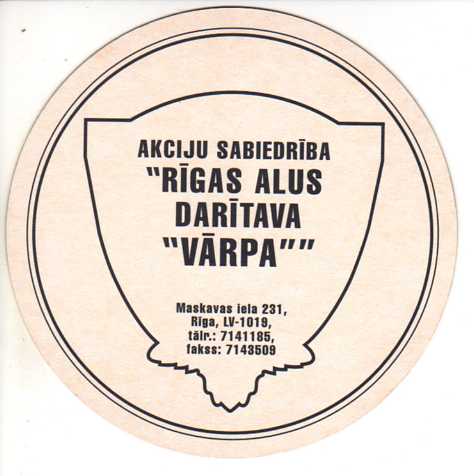 AKCIJU SABIEDRĪBA
"RĪGAS ALUS
DARĪTAVA
"VĀRPA""
Maskavas iela 231,
Rīga, LV-1019,
tālr.: 7141185,
fakss: 7143509